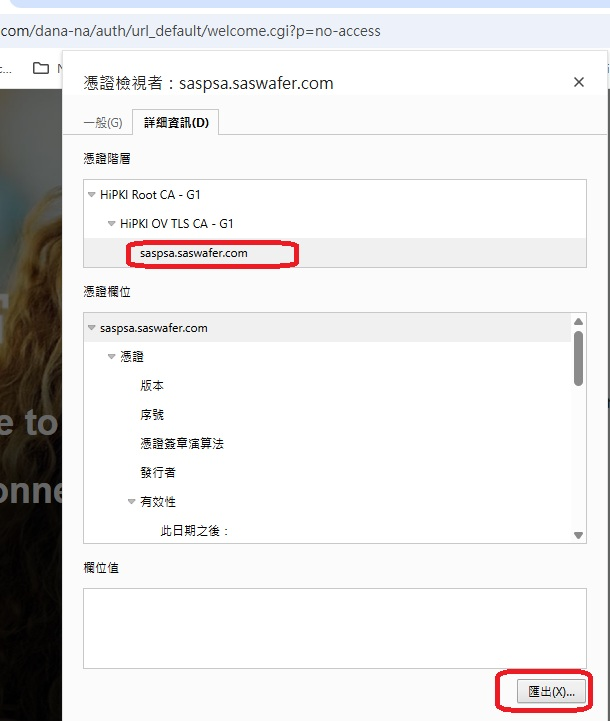 com/dana-na/auth/url_default/welcome.cgi?p=no-access
憑證檢視者：saspsa.saswafer.com
一般(G)
詳細資訊(D)
憑證階層
HiPKI Root CA - G1
HiPKI OV TLS CA - G1
saspsa.saswafer.com
憑證欄位
saspsa.saswafer.com
憑證
版本
序號
憑證簽章演算法
發行者
有效性
此日期之後：
e to
欄位值
匯出(X)...